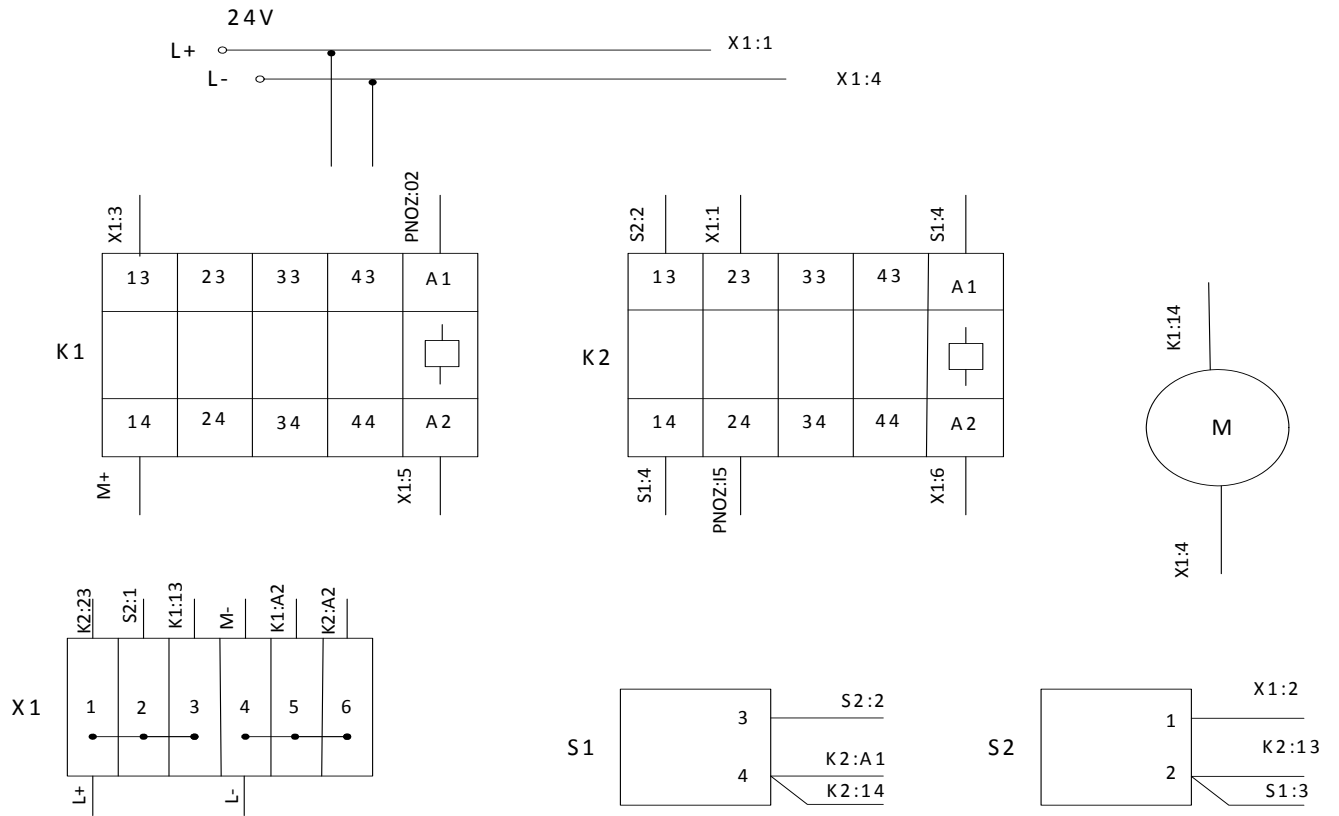 24V
L+
X1:1
L-
X1:4
X1:3
PNOZ:02
S2:2
X1:1
S1:4
13 23 33 43 A1
13 23 33 43 A1
K1
K2
K1:14
M
14 24 34 44 A2
14 24 34 44 A2
M+
X1:5
S1:4
PNOZ:I5
X1:6
X1:4
K2:23
S2:1
K1:13
M-
K1:A2
K2:A2
X1
1 2 3 4 5 6
L+
L-
S1
3
S2:2
4
K2:A1
K2:14
S2
1
X1:2
2
K2:13
S1:3